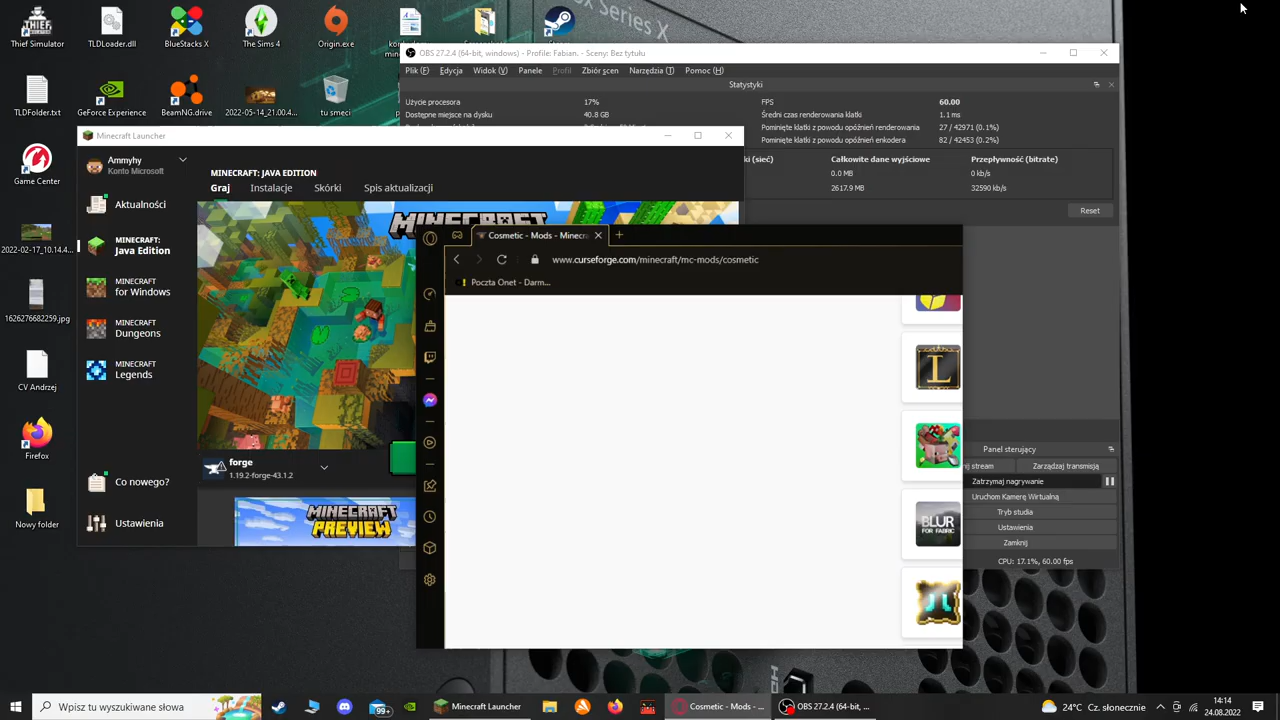 Thief Simulator
TLDLoader.dll
BlueStacks X
The Sims 4
Origin.exe
TLDFolder.txt
GeForce Experience
BeamNG.drive
2022-05-14_21.00.4...
tu smeci
Game Center
2022-02-17_10.14.4...
1626276682259.jpg
CV Andrzej
Firefox
Nowy folder
Series X
OBS 27.2.4 (64-bit, windows) - Profile: Fabian. - Sceny: Bez tytułu
Plik (F) Edycja Widok (V) Panele Profil Zbiór scen Narzędzia (T) Pomoc (H)
Statystyki
Użycie procesora 17% FPS 60.00
Dostępne miejsce na dysku 40.8 GB Średni czas renderowania klatki 1.1 ms
Pominięte klatki z powodu opóźnień renderowania 27 / 42971 (0.1%)
Pominięte klatki z powodu opóźnień enkodera 82 / 42453 (0.2%)
ki (sieć) Całkowite dane wyjściowe Przepływność (bitrate)
0.0 MB 0 kb/s
2617.9 MB 32590 kb/s
Reset
Minecraft Launcher
Ammyhy
Konto Microsoft
Aktualności
MINECRAFT:
Java Edition
MINECRAFT
for Windows
MINECRAFT
Dungeons
MINECRAFT
Legends
Co nowego?
Ustawienia
MINECRAFT: JAVA EDITION
Graj Instalacje Skórki Spis aktualizacji
MINECRAFT
forge
1.19.2-forge-43.1.2
MINECRAFT
PREVIEW
Cosmetic - Mods - Minecr
www.curseforge.com/minecraft/mc-mods/cosmetic
Poczta Onet - Darm...
L
BLUR
FOR FABRIC
Panel sterujący
ij stream Zarządzaj transmisją
Zatrzymaj nagrywanie
Uruchom Kamerę Wirtualną
Tryb studia
Ustawienia
Zamknij
CPU: 17.1%, 60.00 fps
Wpisz tu wyszukiwane słowa
99+
Minecraft Launcher
Cosmetic - Mods - ...
OBS 27.2.4 (64-bit, ...
24°C Cz. słonecznie
14:14
24.08.2022